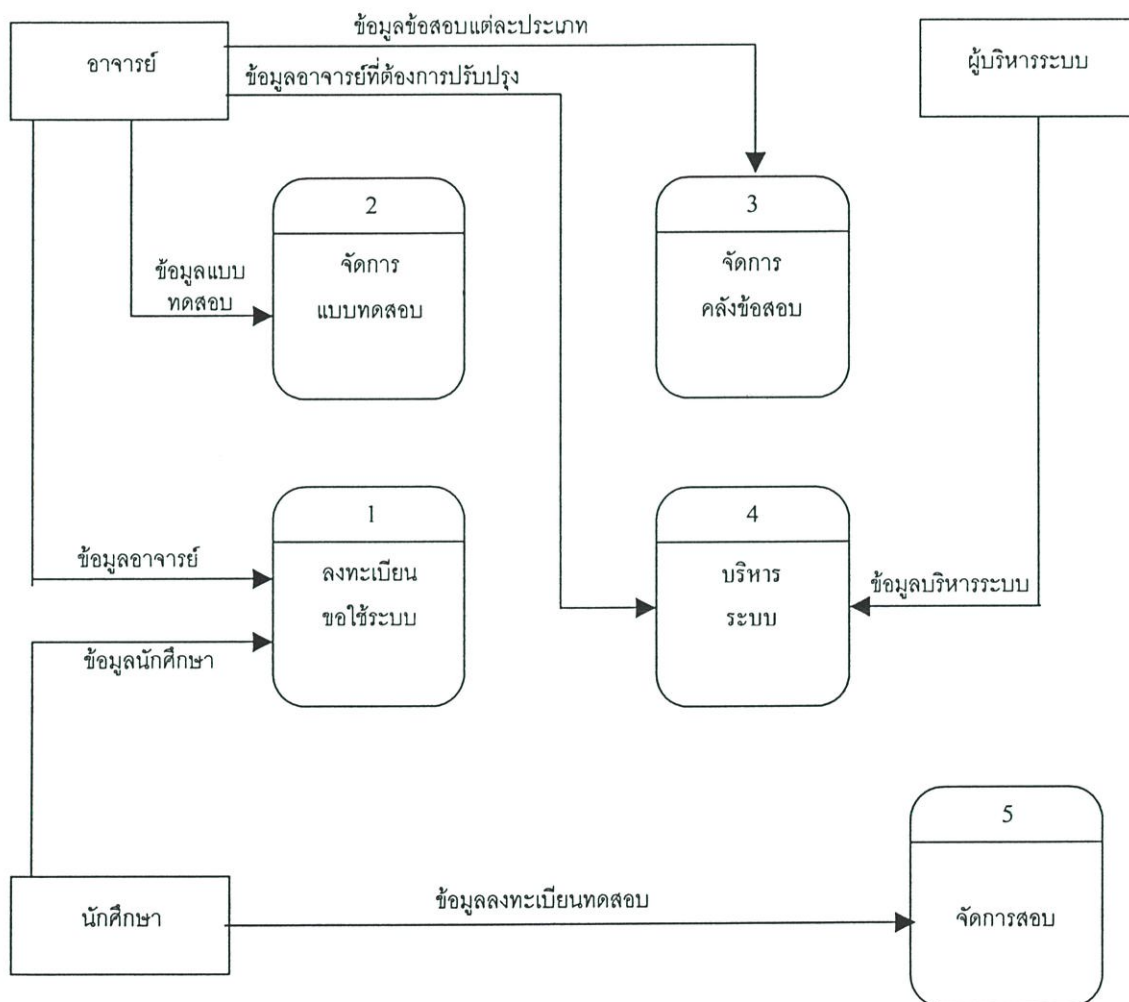 ข้อมูลข้อสอบแต่ละประเภท
อาจารย์
ผู้บริหารระบบ
ข้อมูลอาจารย์ที่ต้องการปรับปรุง
2
3
จัดการ
แบบทดสอบ
จัดการ
คลังข้อสอบ
ข้อมูลแบบ
ทดสอบ
1
4
ข้อมูลอาจารย์
ลงทะเบียน
ขอใช้ระบบ
บริหาร
ระบบ
ข้อมูลบริหารระบบ
ข้อมูลนักศึกษา
5
นักศึกษา
ข้อมูลลงทะเบียนทดสอบ
จัดการสอบ